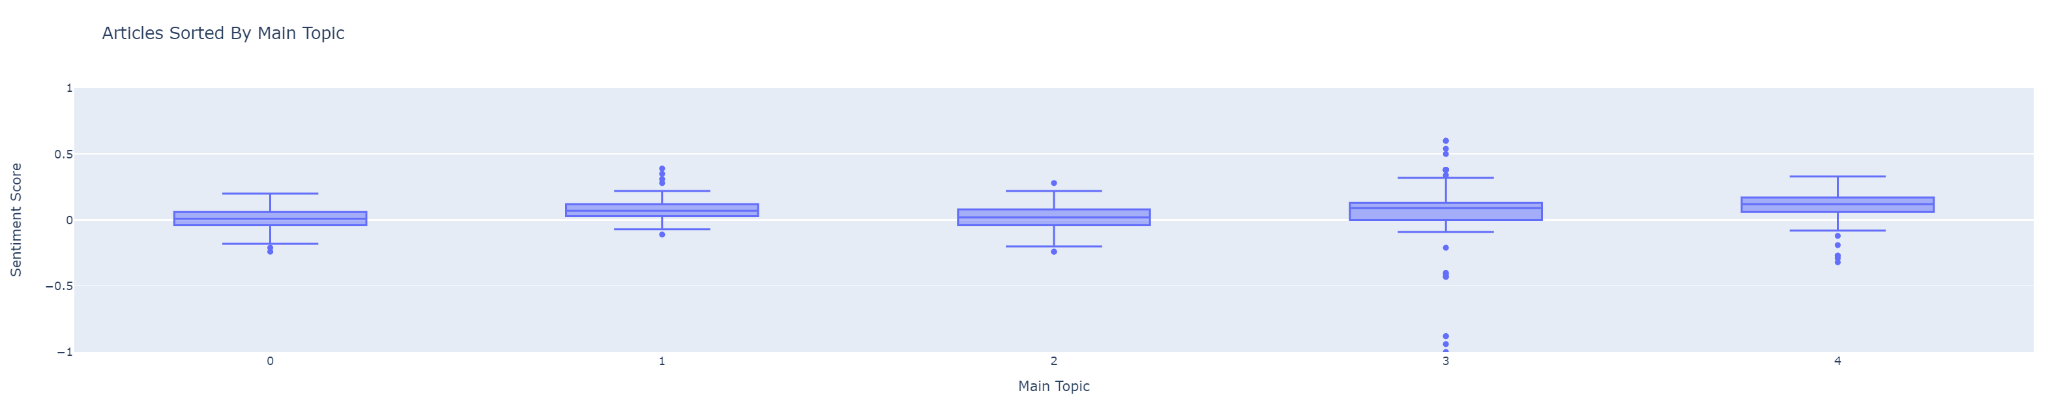 Articles Sorted By Main Topic
1
0.5
0
−0.5
−1
Sentiment Score
0 1 2 3 4
Main Topic